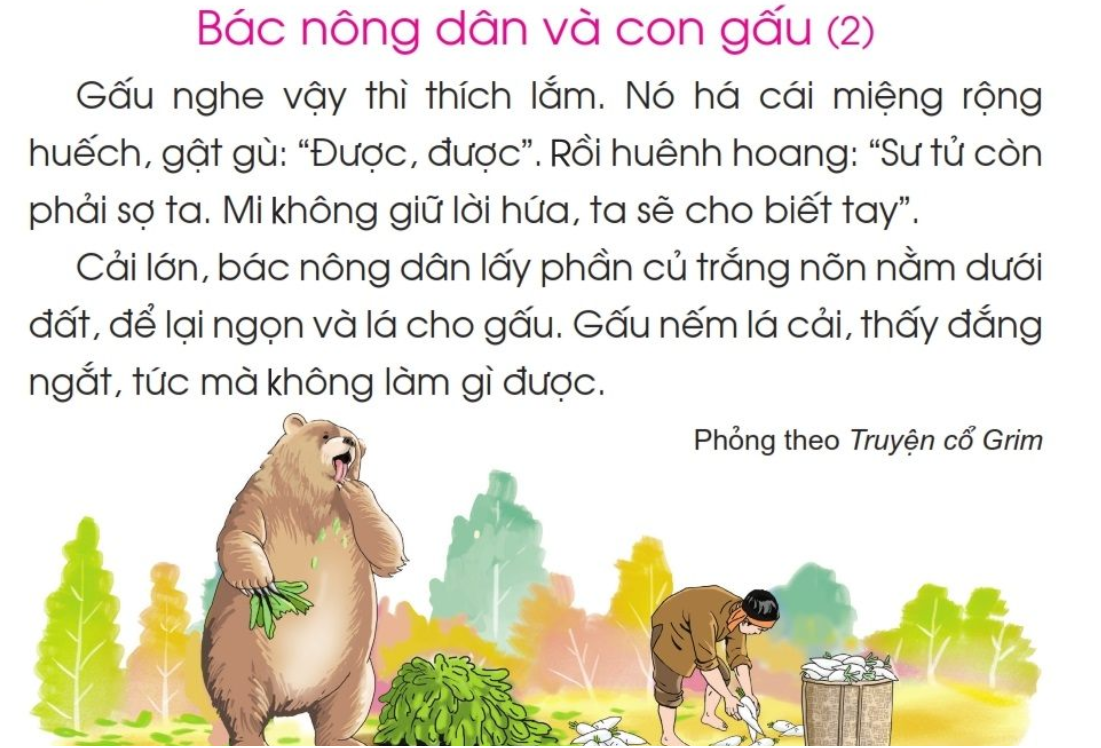 Bác nông dân và con gấu (2)
Gấu nghe vậy thì thích lắm. Nó há cái miệng rộng
huếch, gật gù: “Được, được”. Rồi huênh hoang: “Sư tử còn
phải sợ ta. Mi không giữ lời hứa, ta sẽ cho biết tay”.
Cải lớn, bác nông dân lấy phần củ trắng nõn nằm dưới
đất, để lại ngọn và lá cho gấu. Gấu nếm lá cải, thấy đắng
ngắt, tức mà không làm gì được.
Phỏng theo Truyện cổ Grim